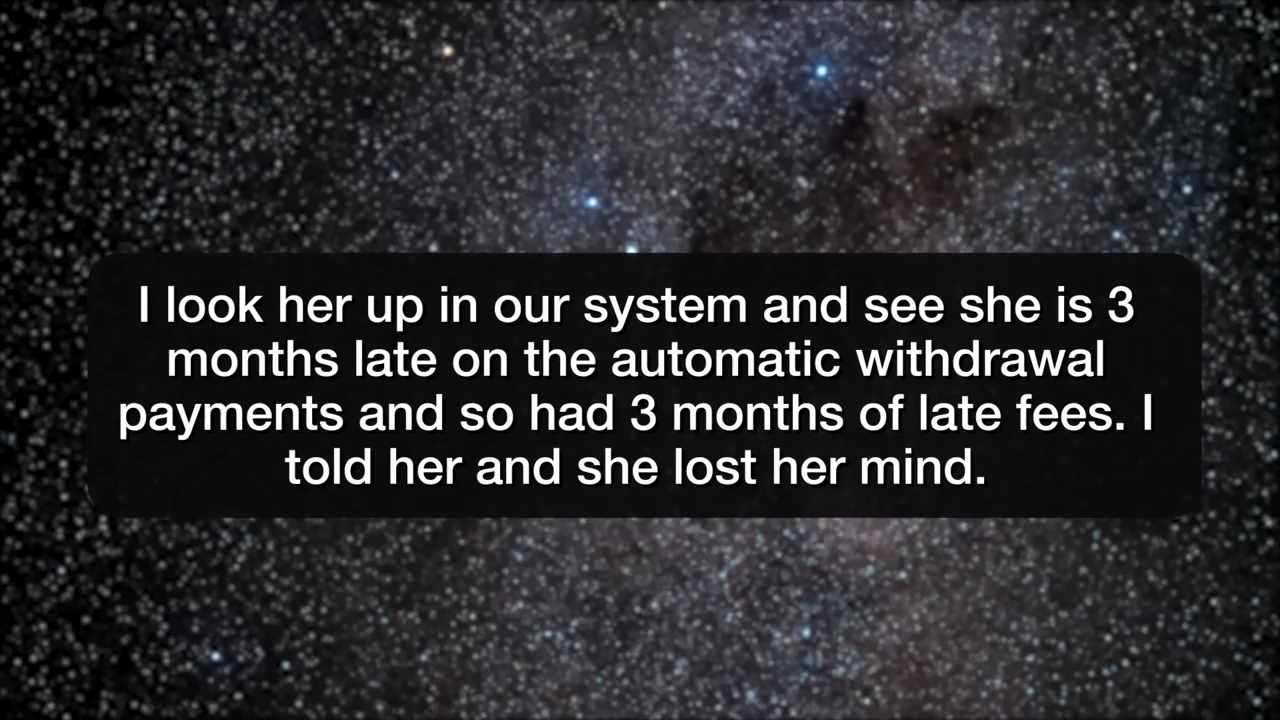 I look her up in our system and see she is 3
months late on the automatic withdrawal
payments and so had 3 months of late fees. I
told her and she lost her mind.